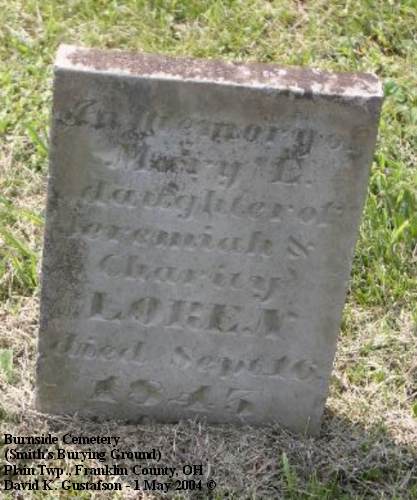 In Memory of
Mary E.
daughter of
Jeremiah &
Charity
LOREN
died Sept. 16,
1845
Burnside Cemetery
(Smith's Burying Ground)
Plain Twp., Franklin County, OH
David K. Gustafson - 1 May 2004 ©